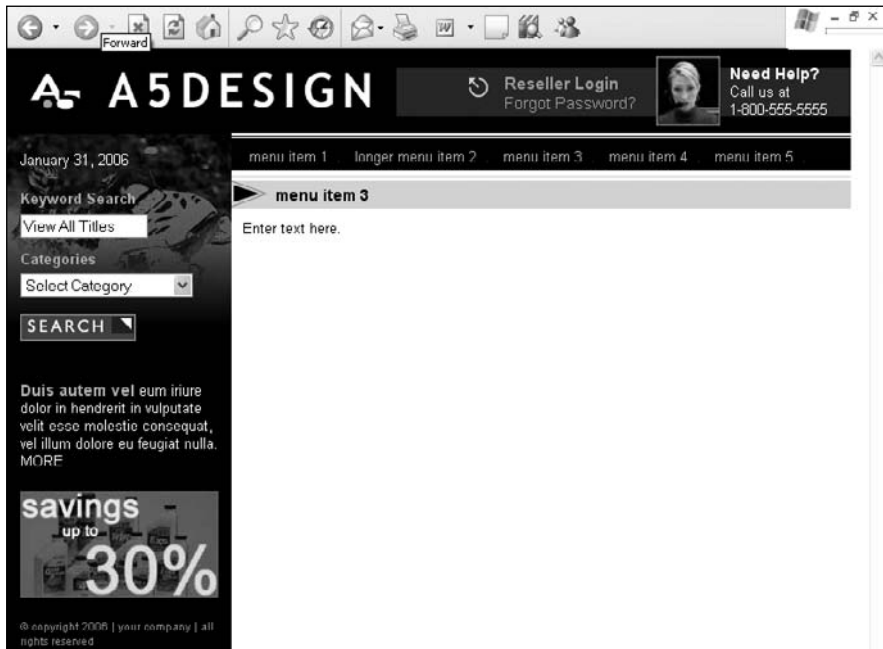 Forward
A5DESIGN
Reseller Login
Forgot Password?
Need Help?
Call us at
1-800-555-5555
January 31, 2006
menu item 1
longer menu item 2
menu item 3
menu item 4
menu item 5
Keyword Search
View All Titles
Categories
Select Category
SEARCH
menu item 3
Enter text here.
Duis autem vel eum iriure
dolor in hendrerit in vulputate
velit esse molestie consequat,
vel illum dolore eu feugiat nulla.
MORE
savings
up to
30%
© copyright 2006 | your company | all
rights reserved